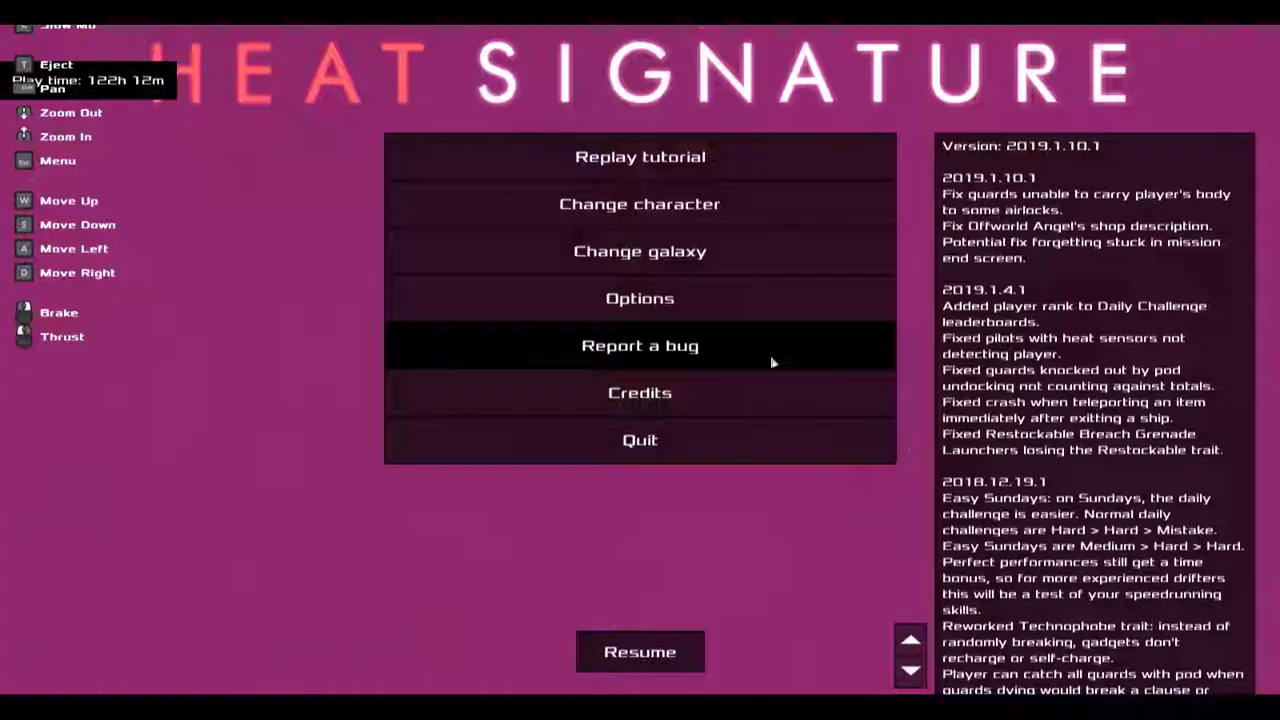 Slow Mo
T Eject
Play time: 122h 12m
Pan
Zoom Out
Zoom In
Esc Menu
W Move Up
S Move Down
A Move Left
D Move Right
Brake
Thrust
HEAT SIGNATURE
Replay tutorial
Change character
Change galaxy
Options
Report a bug
Credits
Quit
Resume
Version: 2019.1.10.1
2019.1.10.1
Fix guards unable to carry player's body
to some airlocks.
Fix Offworld Angel's shop description.
Potential fix forgetting stuck in mission
end screen.
2019.1.4.1
Added player rank to Daily Challenge
leaderboards.
Fixed pilots with heat sensors not
detecting player.
Fixed guards knocked out by pod
undocking not counting against totals.
Fixed crash when teleporting an item
immediately after exitting a ship.
Fixed Restockable Breach Grenade
Launchers losing the Restockable trait.
2018.12.19.1
Easy Sundays: on Sundays, the daily
challenge is easier. Normal daily
challenges are Hard > Hard > Mistake.
Easy Sundays are Medium > Hard > Hard.
Perfect performances still get a time
bonus, so for more experienced drifters
this will be a test of your speedrunning
skills.
Reworked Technophobe trait: instead of
randomly breaking, gadgets don't
recharge or self-charge.
Player can catch all guards with pod when
guards dying would break a clause or